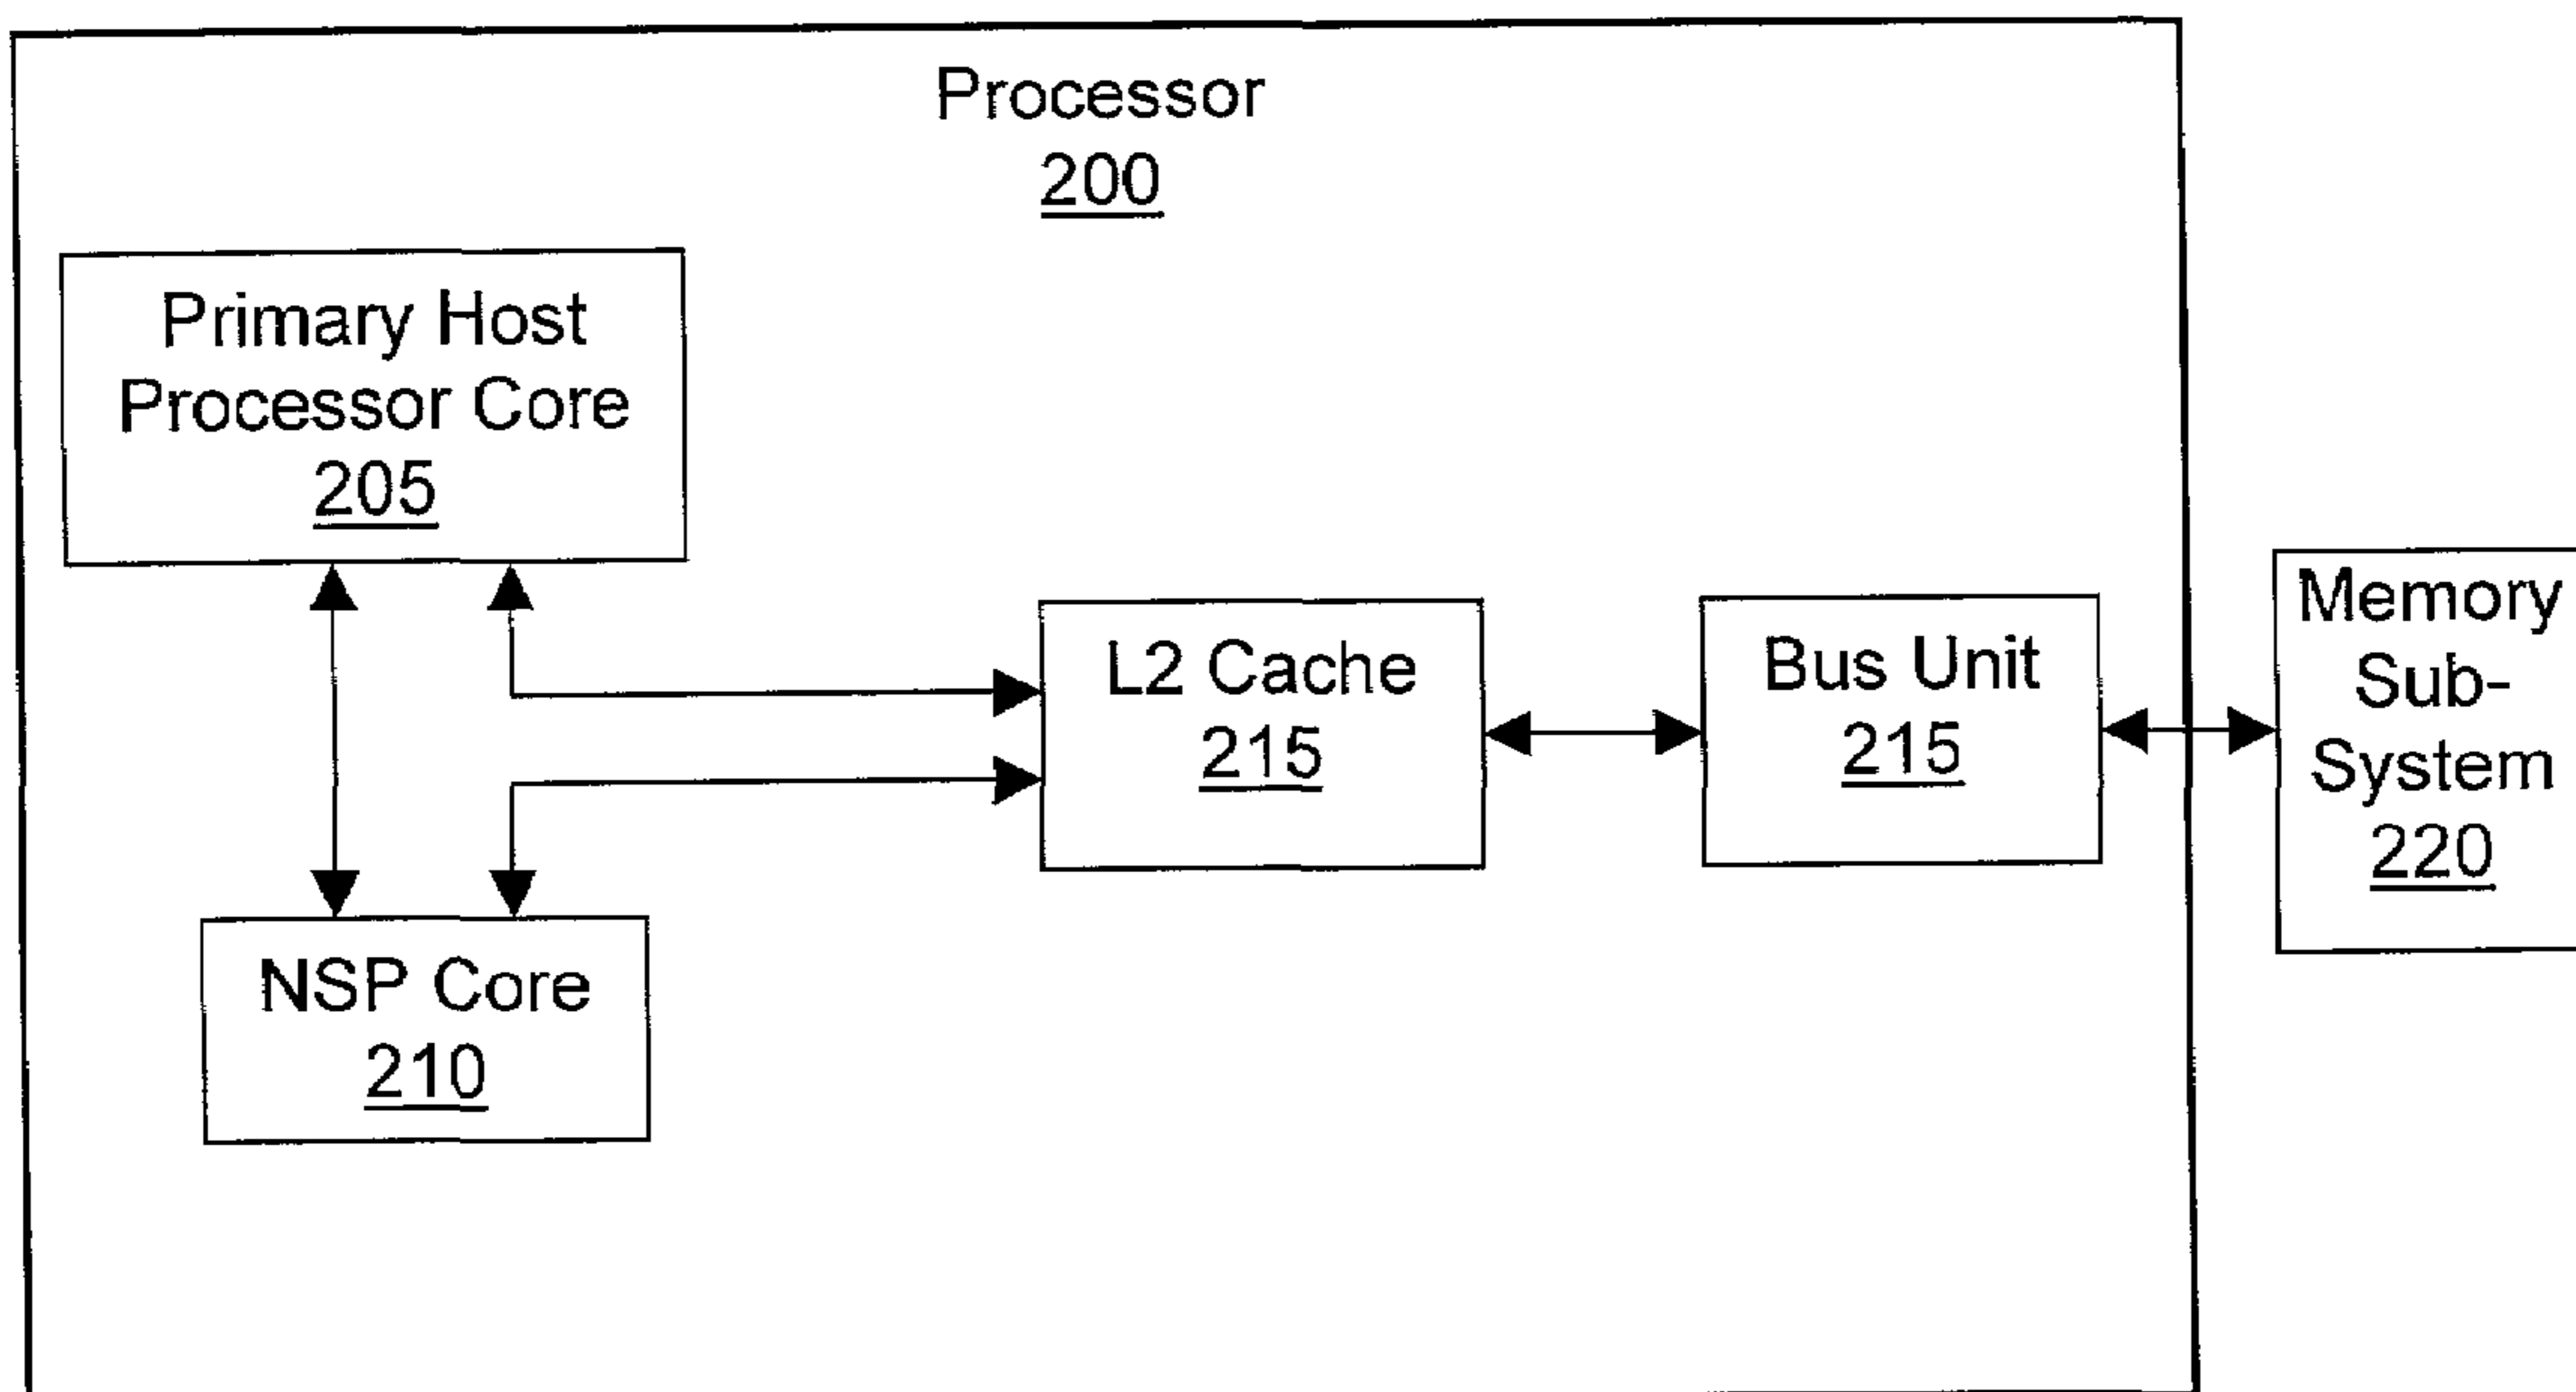 Processor
200
Primary Host
Processor Core
205
L2 Cache
215
Bus Unit
215
Memory
Sub-
System
220
NSP Core
210